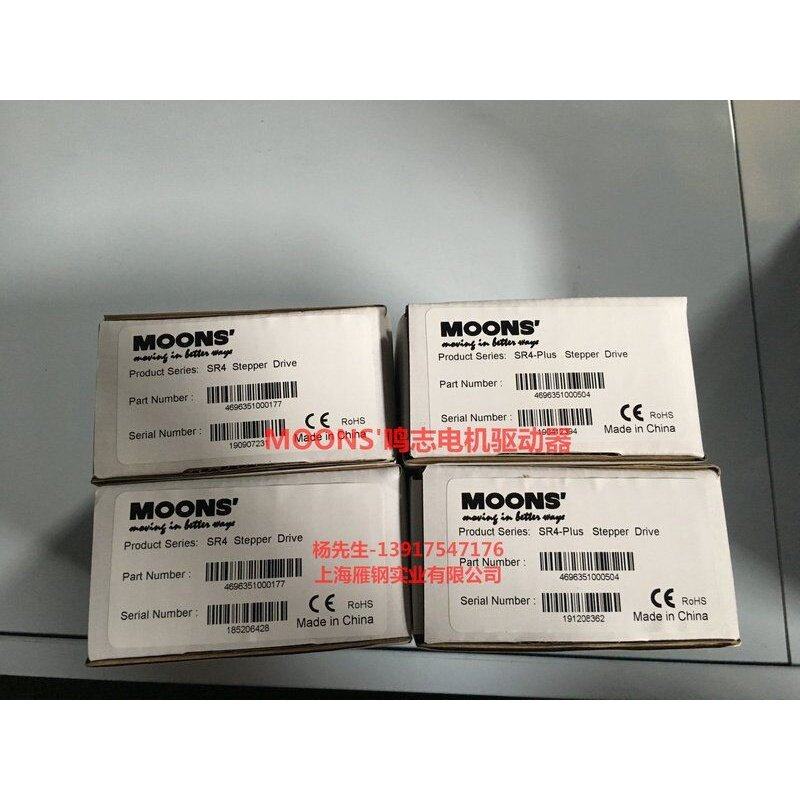 MOONS'
moving in better ways
Product Series: SR4 Stepper Drive
Part Number :
4696351000177
Serial Number :
CE RoHS
Made in China
MOONS'
moving in better ways
Product Series: SR4-Plus Stepper Drive
Part Number :
4696351000504
Serial Number :
CE RoHS
Made in China
MOONS'鸣志电机驱动器
MOONS'
moving in better ways
Product Series: SR4 Stepper Drive
Part Number :
4696351000177
Serial Number :
185206428
CE RoHS
Made in China
杨先生-13917547176
上海雁钢实业有限公司
MOONS'
moving in better ways
Product Series: SR4-Plus Stepper Drive
Part Number :
4696351000504
Serial Number :
191208362
CE RoHS
Made in China